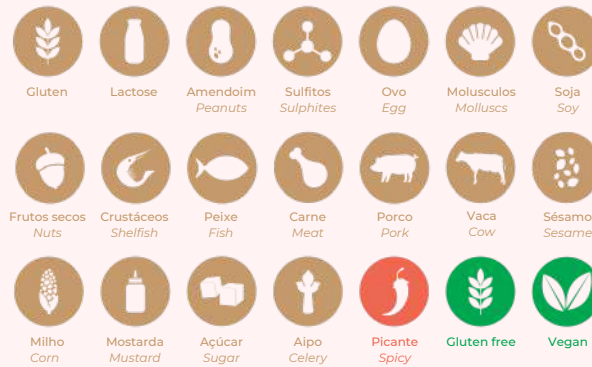 Gluten
Lactose
Amendoim
Peanuts
Sulfitos
Sulphites
Ovo
Egg
Molusculos
Molluscs
Soja
Soy
Frutos secos
Nuts
Crustáceos
Shelfish
Peixe
Fish
Carne
Meat
Porco
Pork
Vaca
Cow
Sésamo
Sesame
Milho
Corn
Mostarda
Mustard
Açúcar
Sugar
Aipo
Celery
Picante
Spicy
Gluten free
Vegan